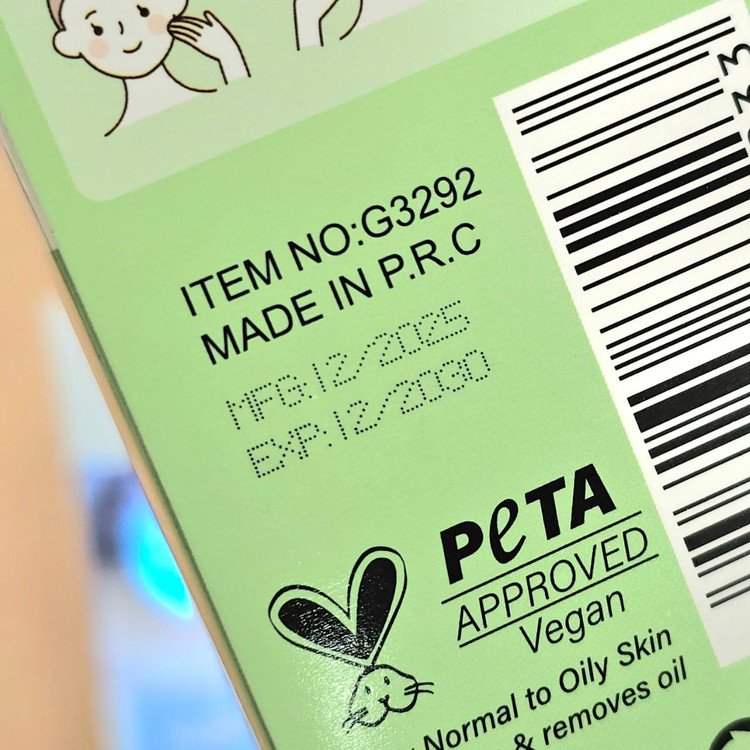 ITEM NO:G3292
MADE IN P.R.C
MFG:12/2025
EXP:12/2030
PeTA
APPROVED
Vegan
Normal to Oily Skin
& removes oil